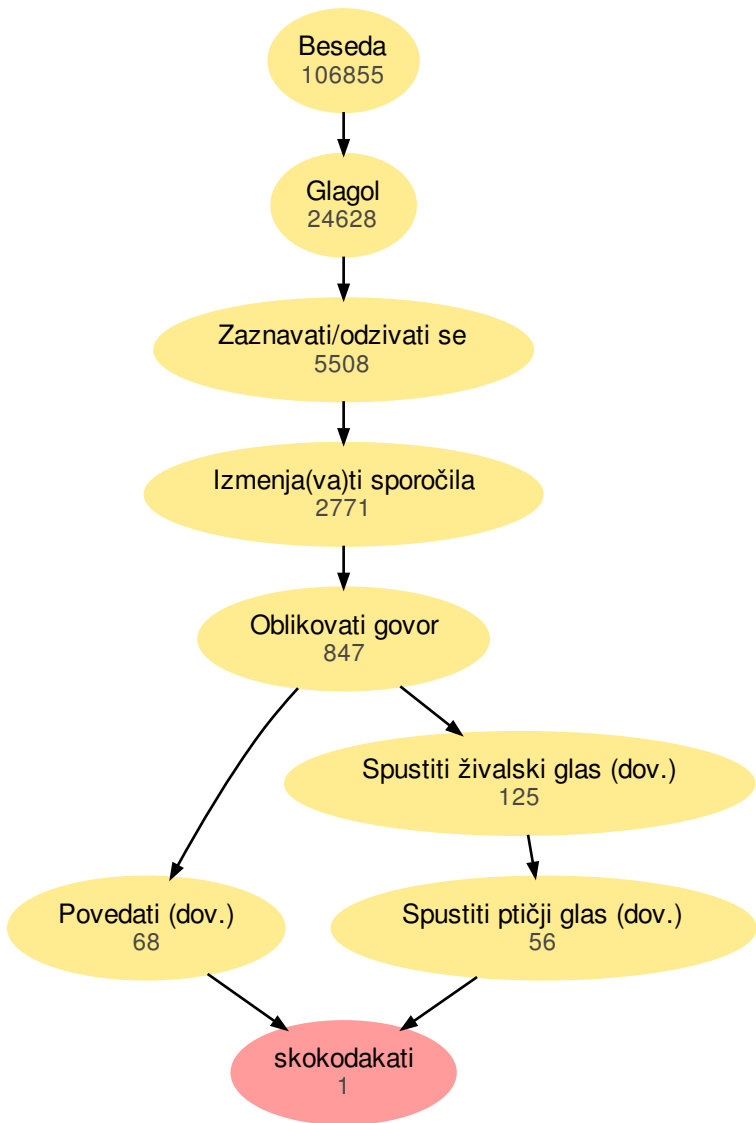 Beseda
106855
Glagol
24628
Zaznavati/odzivati se
5508
Izmenja(va)ti sporočila
2771
Oblikovati govor
847
Spustiti živalski glas (dov.)
125
Povedati (dov.)
68
Spustiti ptičji glas (dov.)
56
skokodakati
1